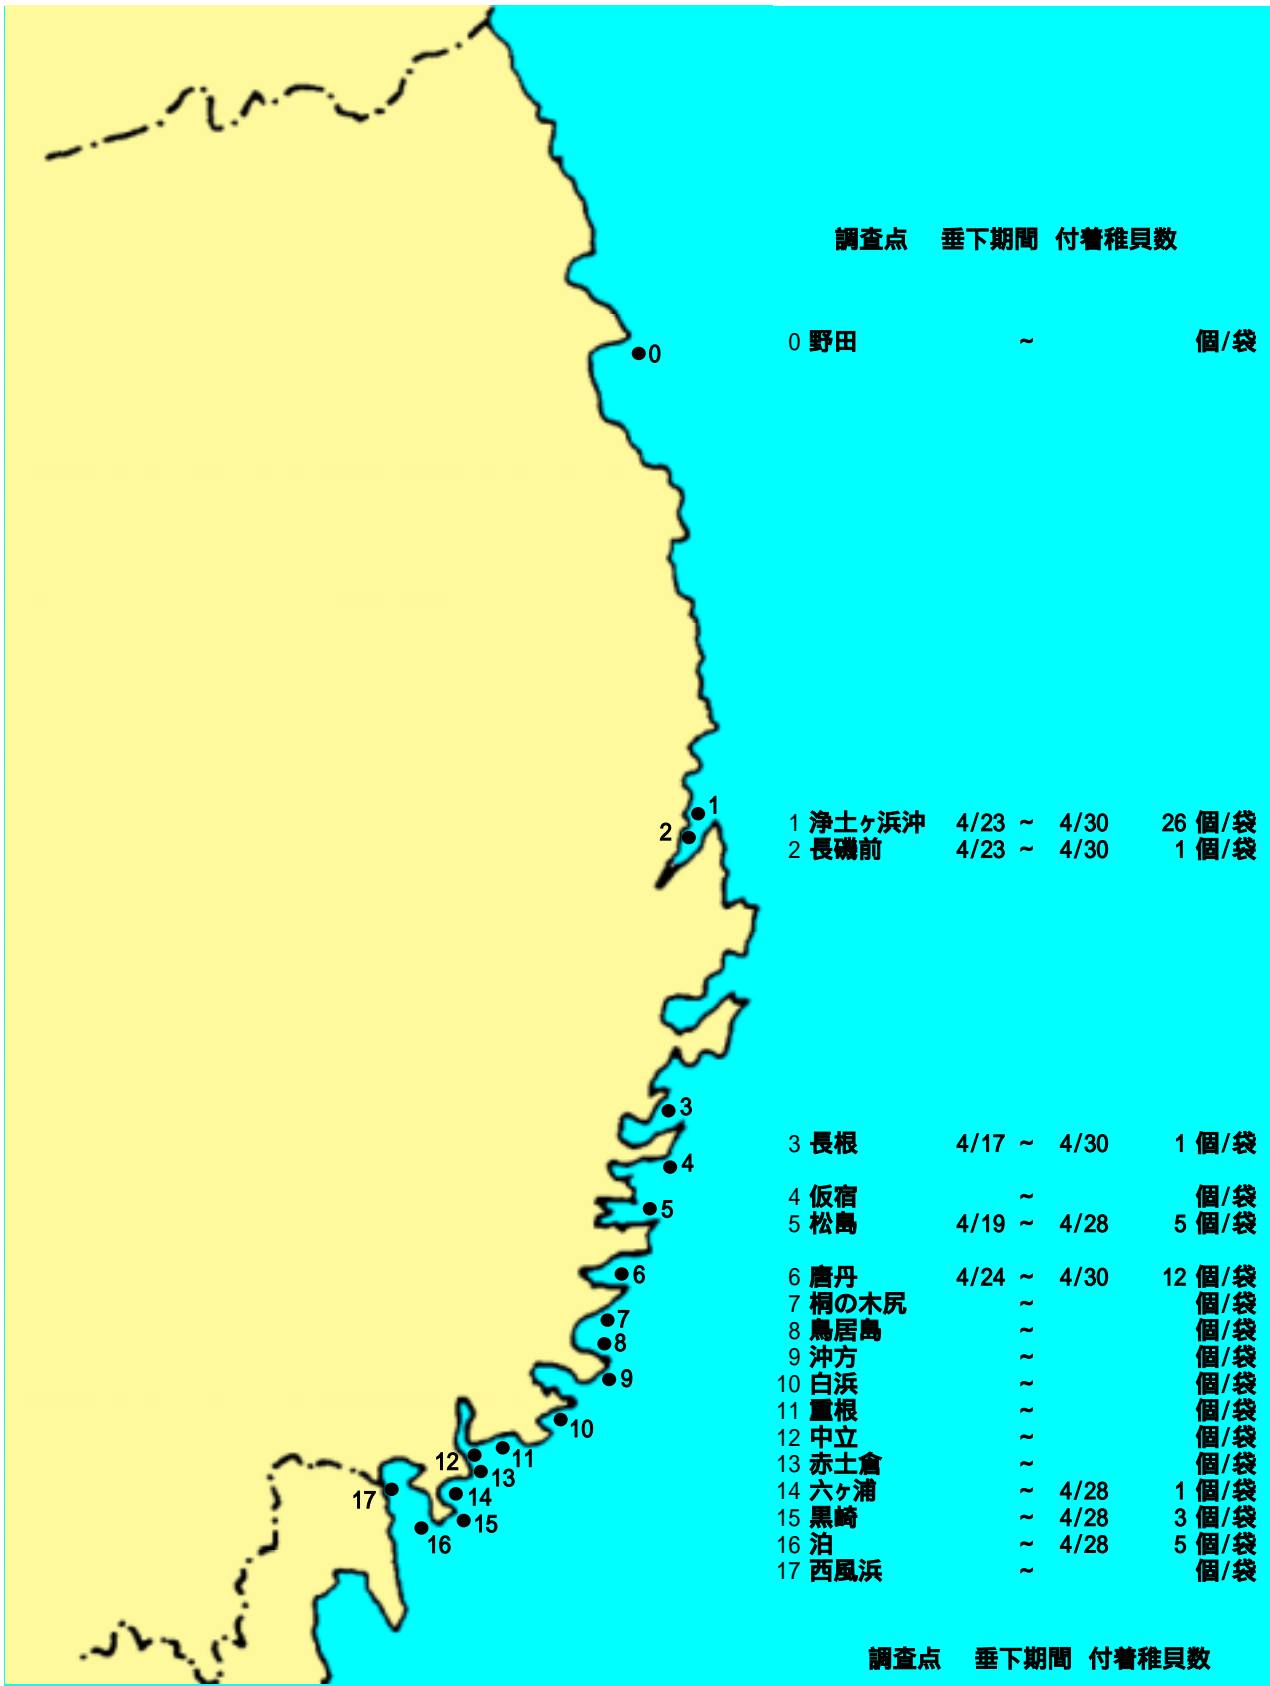 調査点 垂下期間 付着稚貝数
0 野田 ~ 個/袋
0
1
2
1 浄土ヶ浜沖 4/23 ~ 4/30 26 個/袋
2 長磯前 4/23 ~ 4/30 1 個/袋
3
3 長根 4/17 ~ 4/30 1 個/袋
4
4 仮宿 ~ 個/袋
5
5 松島 4/19 ~ 4/28 5 個/袋
6
6 唐丹 4/24 ~ 4/30 12 個/袋
7 桐の木尻 ~ 個/袋
7
8 鳥居島 ~ 個/袋
8
9 沖方 ~ 個/袋
9
10 白浜 ~ 個/袋
10
11 重根 ~ 個/袋
12 中立 ~ 個/袋
11
12
13 赤土倉 ~ 個/袋
13
14 六ヶ浦 ~ 4/28 1 個/袋
14
17
15 黒崎 ~ 4/28 3 個/袋
15
16 泊 ~ 4/28 5 個/袋
16
17 西風浜 ~ 個/袋
調査点 垂下期間 付着稚貝数